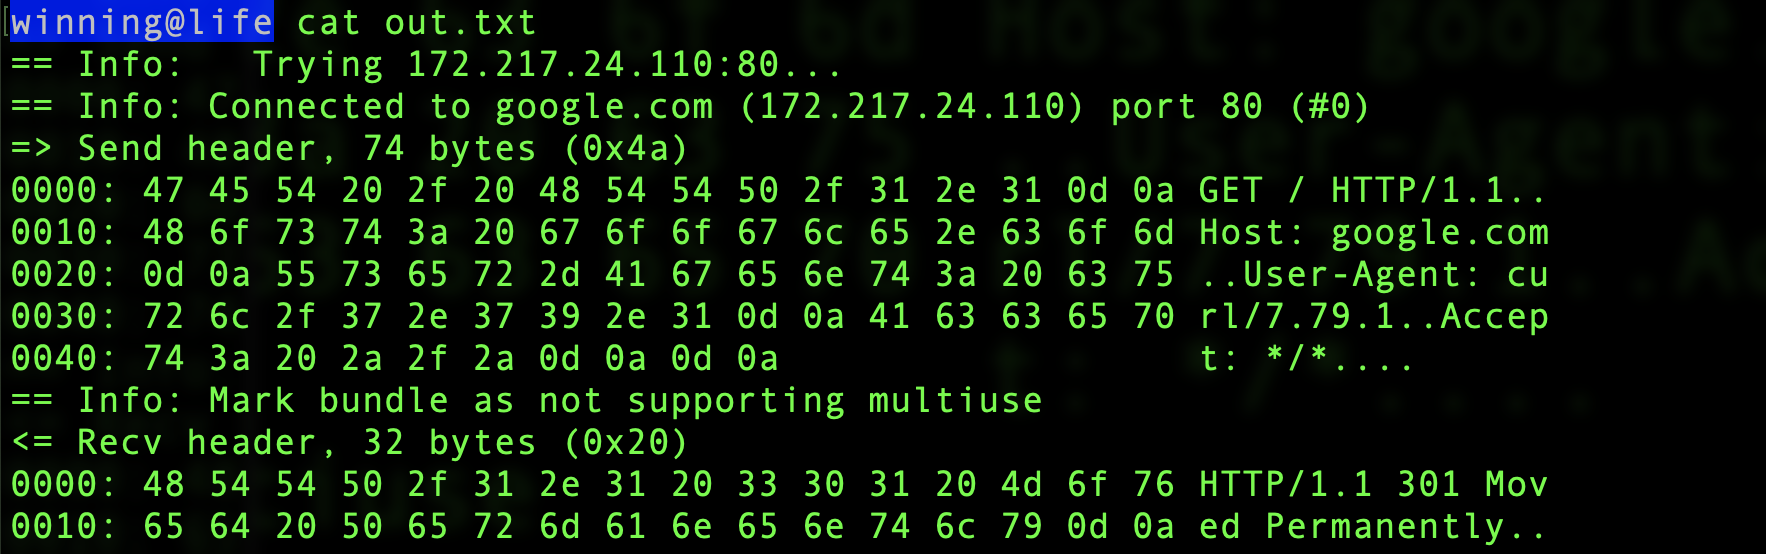 winning@life cat out.txt
== Info:   Trying 172.217.24.110:80...
== Info: Connected to google.com (172.217.24.110) port 80 (#0)
=> Send header, 74 bytes (0x4a)
0000: 47 45 54 20 2f 20 48 54 54 50 2f 31 2e 31 0d 0a GET / HTTP/1.1..
0010: 48 6f 73 74 3a 20 67 6f 6f 67 6c 65 2e 63 6f 6d Host: google.com
0020: 0d 0a 55 73 65 72 2d 41 67 65 6e 74 3a 20 63 75 ..User-Agent: cu
0030: 72 6c 2f 37 2e 37 39 2e 31 0d 0a 41 63 63 65 70 rl/7.79.1..Accep
0040: 74 3a 20 2a 2f 2a 0d 0a 0d 0a                   t: */*....
== Info: Mark bundle as not supporting multiuse
<= Recv header, 32 bytes (0x20)
0000: 48 54 54 50 2f 31 2e 31 20 33 30 31 20 4d 6f 76 HTTP/1.1 301 Mov
0010: 65 64 20 50 65 72 6d 61 6e 65 6e 74 6c 79 0d 0a ed Permanently..